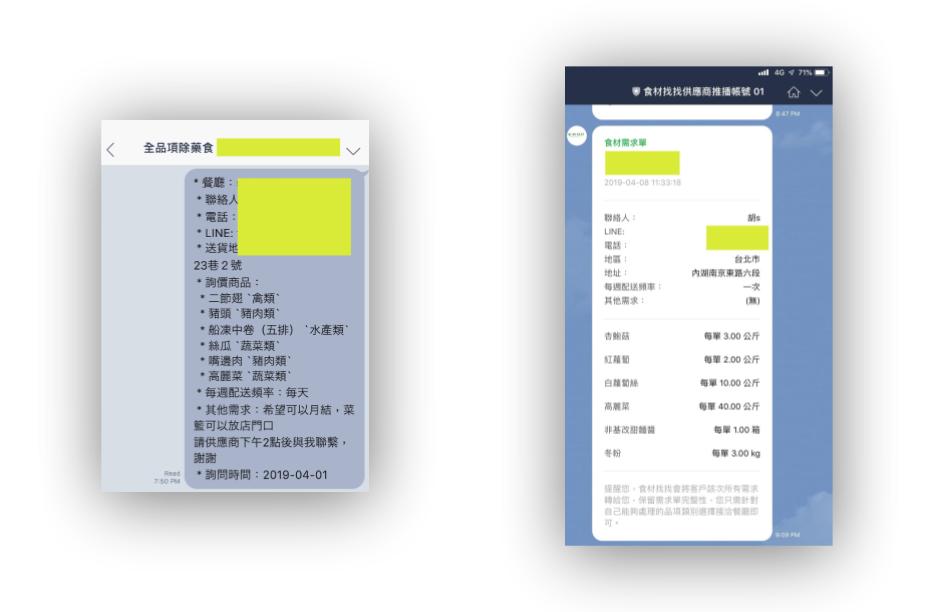 全品項除藥食
* 餐廳：
* 聯絡人
* 電話：
* LINE:
* 送貨地
23巷２號
* 詢價商品：
* 二節翅 `禽類`
* 豬頭 `豬肉類`
* 船凍中卷（五排） `水產類`
* 絲瓜 `蔬菜類`
* 嘴邊肉 `豬肉類`
* 高麗菜 `蔬菜類`
* 每週配送頻率：每天
* 其他需求：希望可以月結，菜
籃可以放店門口
請供應商下午2點後與我聯繫，
謝謝
* 詢問時間：2019-04-01
Read
7:50 PM
4G 71%
食材找找供應商推播帳號 01
8:47 PM
食材需求單
2019-04-08 11:33:18
聯絡人： 胡s
LINE:
電話：
地區： 台北市
地址： 內湖南京東路六段
每週配送頻率： 一次
其他需求： (無)
杏鮑菇 每單 3.00 公斤
紅蘿蔔 每單 2.00 公斤
白蘿蔔絲 每單 10.00 公斤
高麗菜 每單 40.00 公斤
非基改甜麵醬 每單 1.00 箱
冬粉 每單 3.00 kg
提醒您，食材找找會將客戶該次所有需求
轉給您，保留需求單完整性，您只需針對
自己能夠處理的品項類別選擇接洽餐廳即
可。
9:09 PM